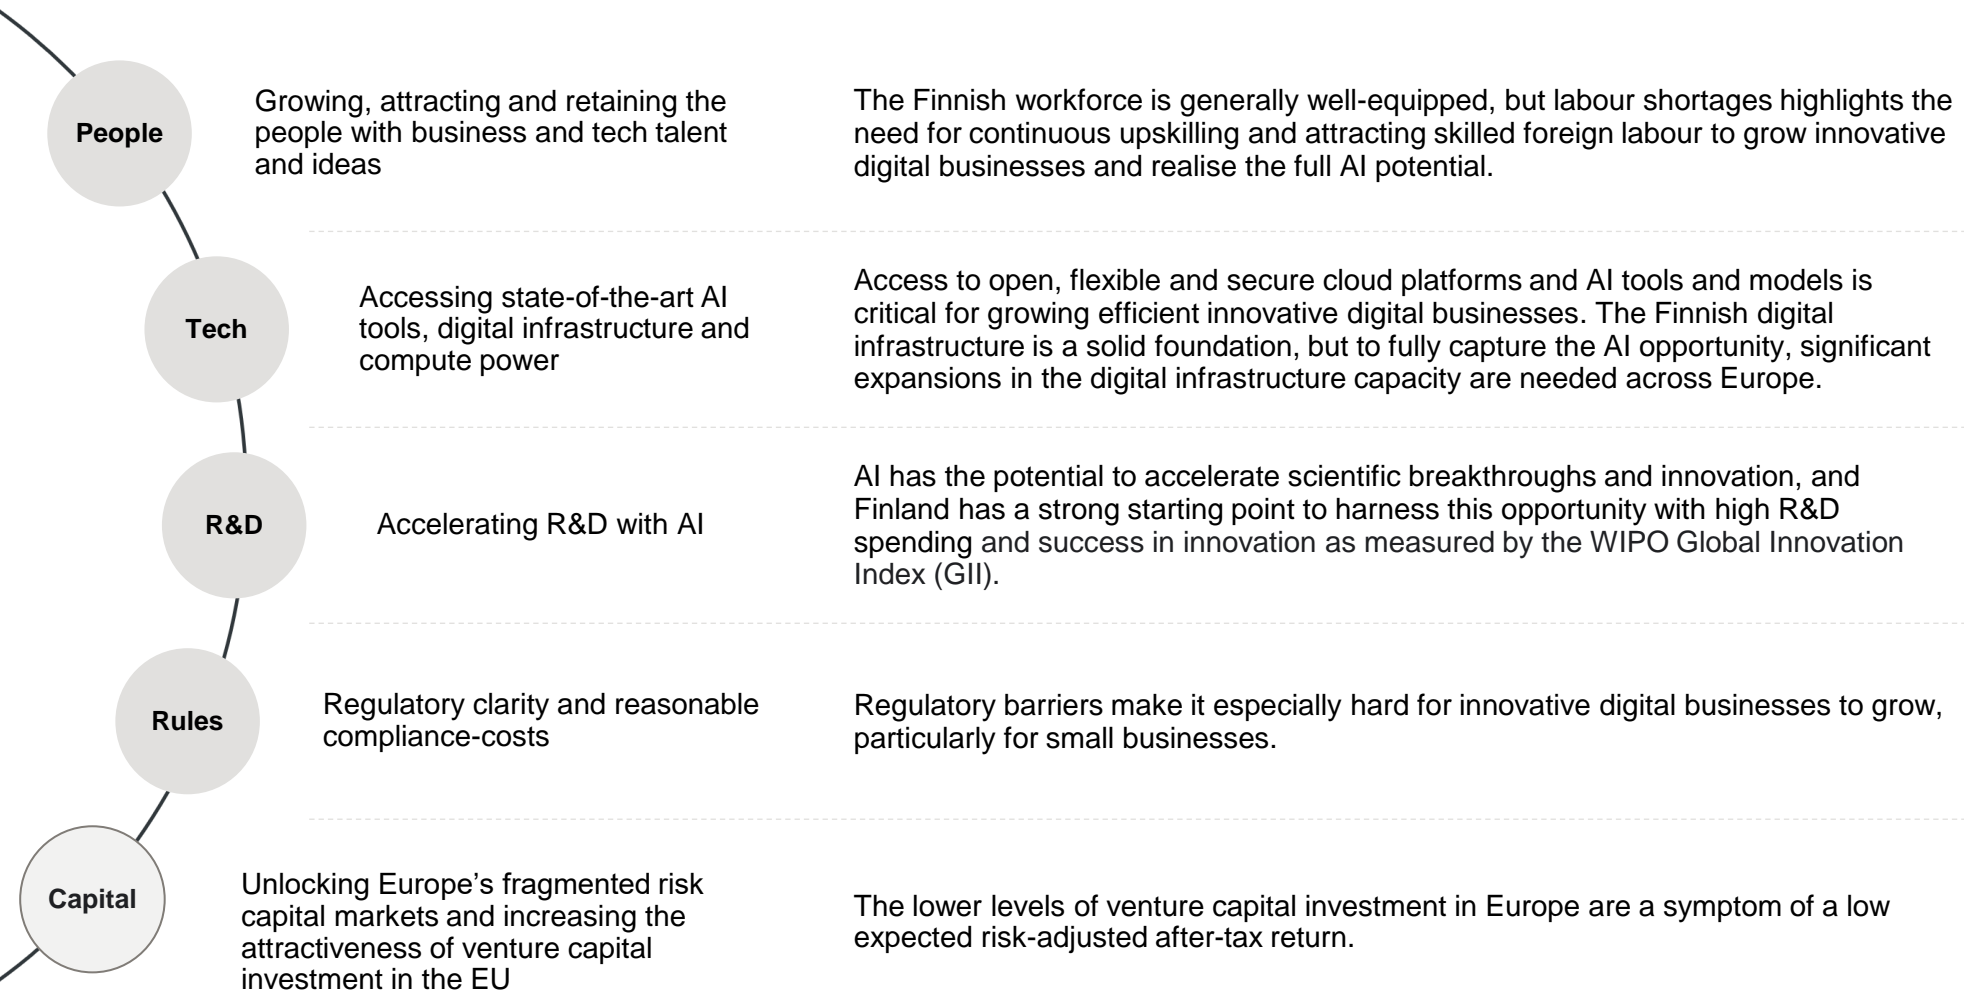 People
Growing, attracting and retaining the
people with business and tech talent
and ideas
The Finnish workforce is generally well-equipped, but labour shortages highlights the
need for continuous upskilling and attracting skilled foreign labour to grow innovative
digital businesses and realise the full AI potential.
Tech
Accessing state-of-the-art AI
tools, digital infrastructure and
compute power
Access to open, flexible and secure cloud platforms and AI tools and models is
critical for growing efficient innovative digital businesses. The Finnish digital
infrastructure is a solid foundation, but to fully capture the AI opportunity, significant
expansions in the digital infrastructure capacity are needed across Europe.
R&D
Accelerating R&D with AI
AI has the potential to accelerate scientific breakthroughs and innovation, and
Finland has a strong starting point to harness this opportunity with high R&D
spending and success in innovation as measured by the WIPO Global Innovation
Index (GII).
Rules
Regulatory clarity and reasonable
compliance-costs
Regulatory barriers make it especially hard for innovative digital businesses to grow,
particularly for small businesses.
Capital
Unlocking Europe’s fragmented risk
capital markets and increasing the
attractiveness of venture capital
investment in the EU
The lower levels of venture capital investment in Europe are a symptom of a low
expected risk-adjusted after-tax return.